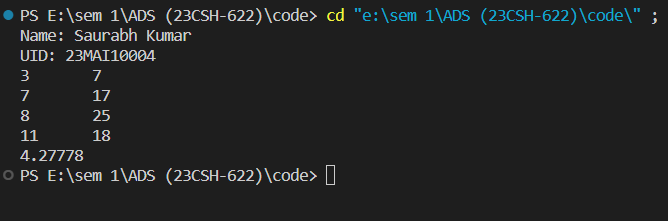 PS E:\sem 1\ADS (23CSH-622)\code> cd "e:\sem 1\ADS (23CSH-622)\code\" ;
Name: Saurabh Kumar
UID: 23MAI10004
3 7
7 17
8 25
11 18
4.27778
PS E:\sem 1\ADS (23CSH-622)\code>